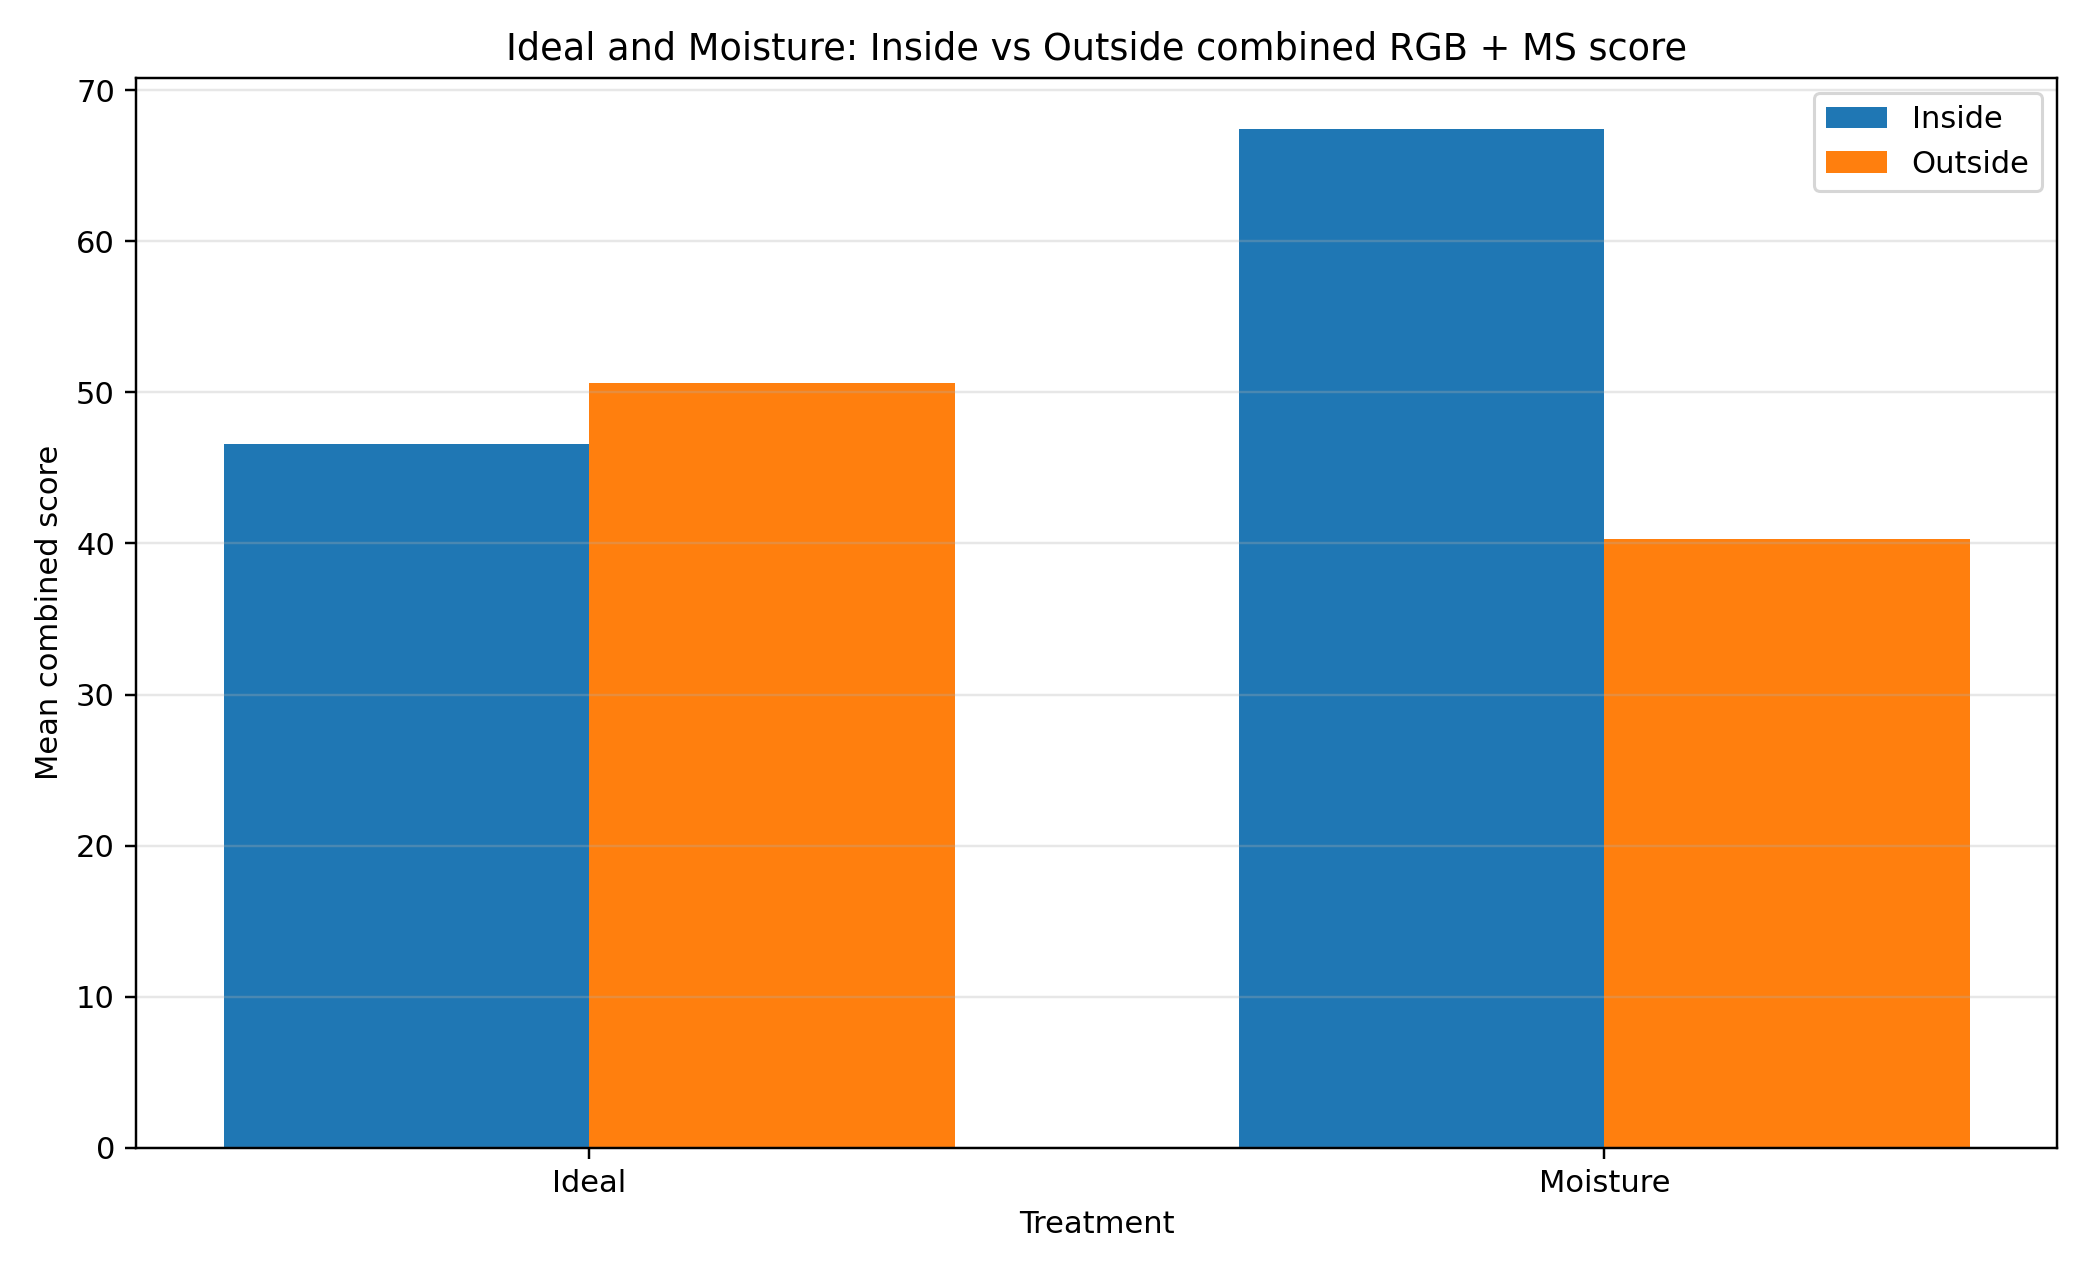 Ideal and Moisture: Inside vs Outside combined RGB + MS score
70
60
50
40
30
20
10
0
Mean combined score
Inside
Outside
Ideal
Moisture
Treatment